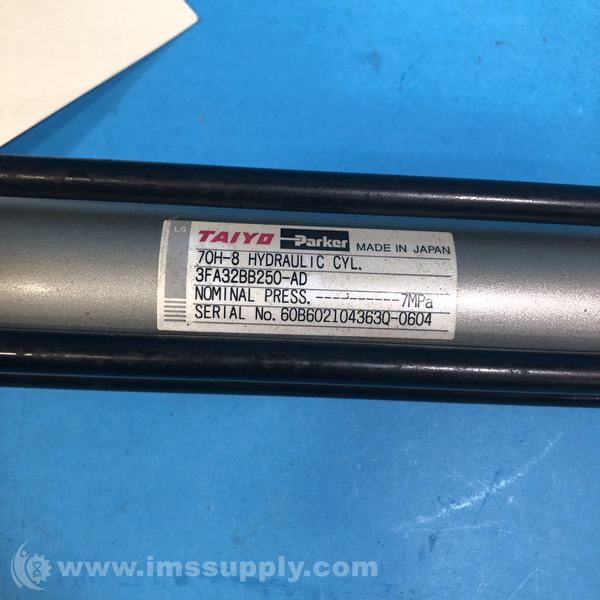 L6
TAIYO Parker MADE IN JAPAN
70H-8 HYDRAULIC CYL.
3FA32BB250-AD
NOMINAL PRESS. -----------7MPa
SERIAL No. 60B602104363Q-0604
www.imssupply.com